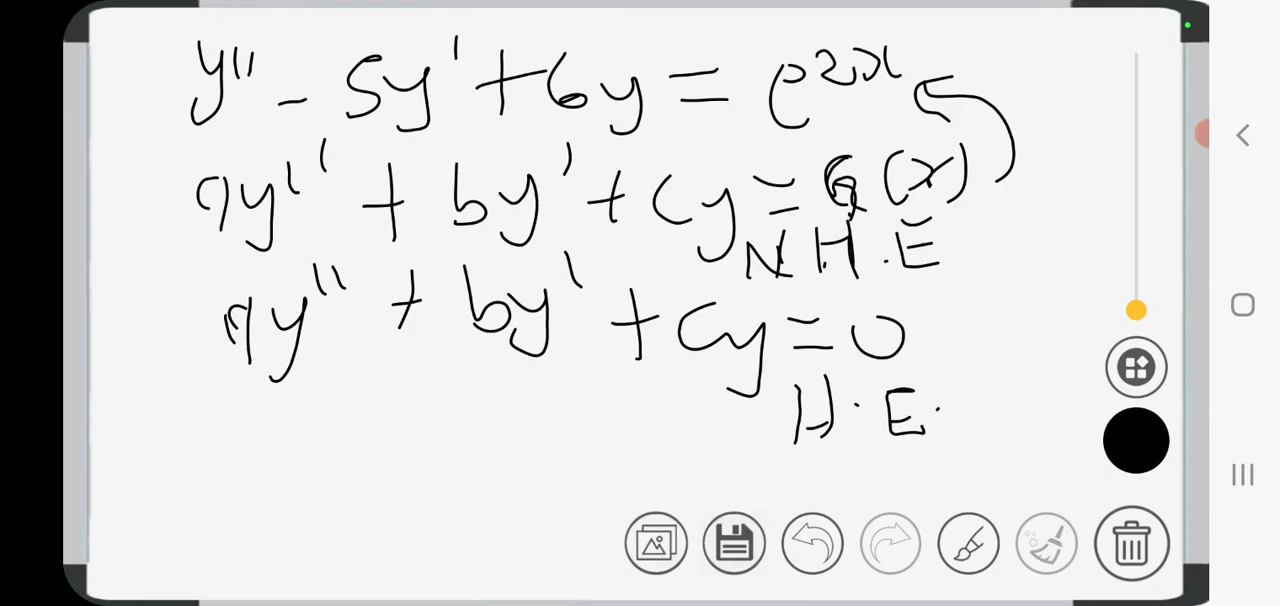 y'' - 5y' + 6y = e^{2x}
ay'' + by' + cy = G(x)
N.H.E
ay'' + by' + cy = 0
H.E.